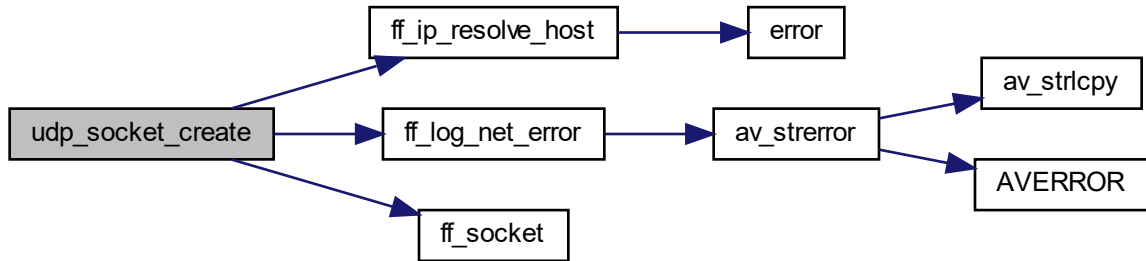 udp_socket_create
ff_ip_resolve_host
error
ff_log_net_error
av_strerror
av_strlcpy
AVERROR
ff_socket